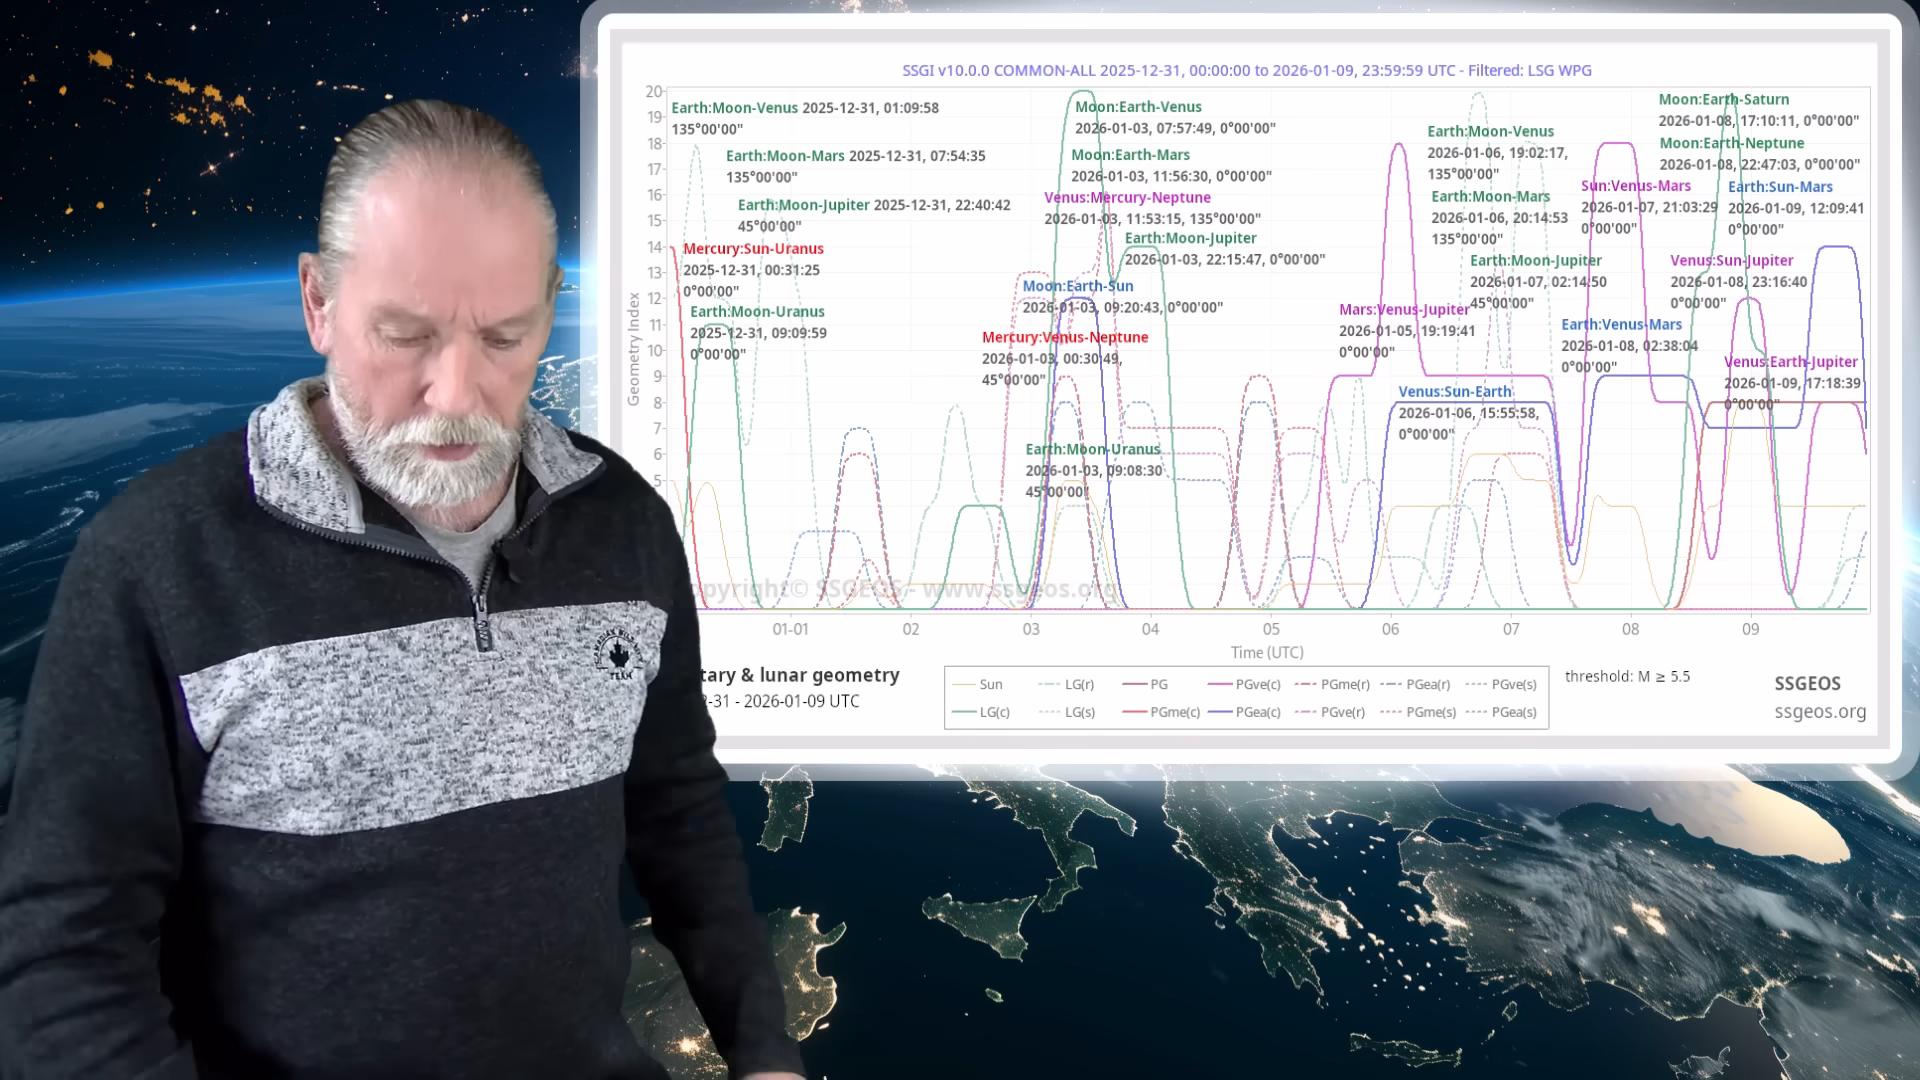 SSGI v10.0.0 COMMON-ALL 2025-12-31, 00:00:00 to 2026-01-09, 23:59:59 UTC - Filtered: LSG WPG
Geometry Index
20
19
18
17
16
15
14
13
12
11
10
9
8
7
6
5
Earth:Moon-Venus 2025-12-31, 01:09:58
135°00'00"
Earth:Moon-Mars 2025-12-31, 07:54:35
135°00'00"
Earth:Moon-Jupiter 2025-12-31, 22:40:42
45°00'00"
Mercury:Sun-Uranus
2025-12-31, 00:31:25
0°00'00"
Earth:Moon-Uranus
2025-12-31, 09:09:59
0°00'00"
Moon:Earth-Venus
2026-01-03, 07:57:49, 0°00'00"
Moon:Earth-Mars
2026-01-03, 11:56:30, 0°00'00"
Venus:Mercury-Neptune
2026-01-03, 11:53:15, 135°00'00"
Earth:Moon-Jupiter
2026-01-03, 22:15:47, 0°00'00"
Moon:Earth-Sun
2026-01-03, 09:20:43, 0°00'00"
Mercury:Venus-Neptune
2026-01-03, 00:30:49,
45°00'00"
Earth:Moon-Uranus
2026-01-03, 09:08:30
45°00'00"
Earth:Moon-Venus
2026-01-06, 19:02:17,
135°00'00"
Earth:Moon-Mars
2026-01-06, 20:14:53
135°00'00"
Earth:Moon-Jupiter
2026-01-07, 02:14:50
45°00'00"
Mars:Venus-Jupiter
2026-01-05, 19:19:41
0°00'00"
Venus:Sun-Earth
2026-01-06, 15:55:58,
0°00'00"
Moon:Earth-Saturn
2026-01-08, 17:10:11, 0°00'00"
Moon:Earth-Neptune
2026-01-08, 22:47:03, 0°00'00"
Sun:Venus-Mars
2026-01-07, 21:03:29
0°00'00"
Earth:Sun-Mars
2026-01-09, 12:09:41
0°00'00"
Venus:Sun-Jupiter
2026-01-08, 23:16:40
0°00'00"
Earth:Venus-Mars
2026-01-08, 02:38:04
0°00'00"
Venus:Earth-Jupiter
2026-01-09, 17:18:39
0°00'00"
opyright© SSGEOS - www.ssgeos.org
01-01 02 03 04 05 06 07 08 09
Time (UTC)
tary & lunar geometry
-31 - 2026-01-09 UTC
Sun LG(r) PG PGve(c) PGme(r) PGea(r) PGve(s)
LG(c) LG(s) PGme(c) PGea(c) PGve(r) PGme(s) PGea(s)
threshold: M ≥ 5.5
SSGEOS
ssgeos.org
TEAM